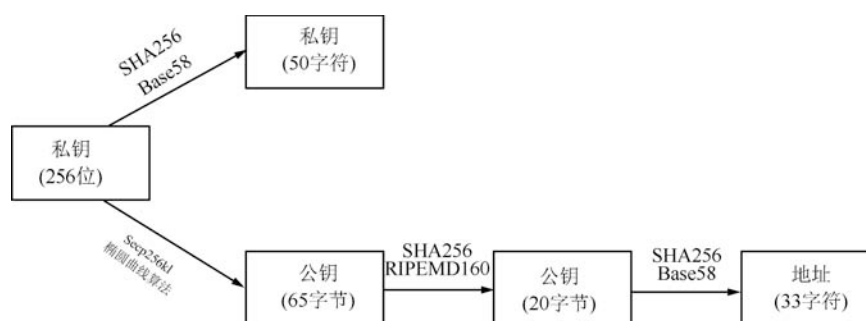 私钥
(50字符)
SHA256
Base58
私钥
(256位)
Secp256kl
椭圆曲线算法
公钥
(65字节)
SHA256
RIPEMD160
公钥
(20字节)
SHA256
Base58
地址
(33字符)